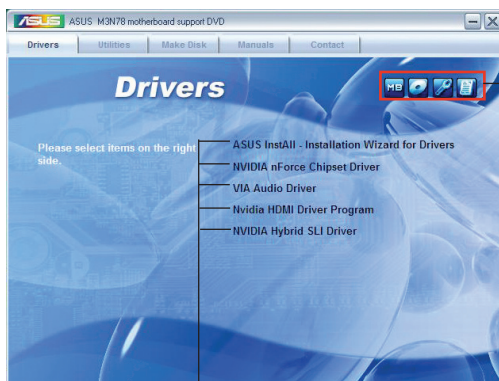 ASUS ASUS M3N78 motherboard support DVD
Drivers Utilities Make Disk Manuals Contact
Drivers
MB
Please select items on the right side.
ASUS InstAll - Installation Wizard for Drivers
NVIDIA nForce Chipset Driver
VIA Audio Driver
Nvidia HDMI Driver Program
NVIDIA Hybrid SLI Driver